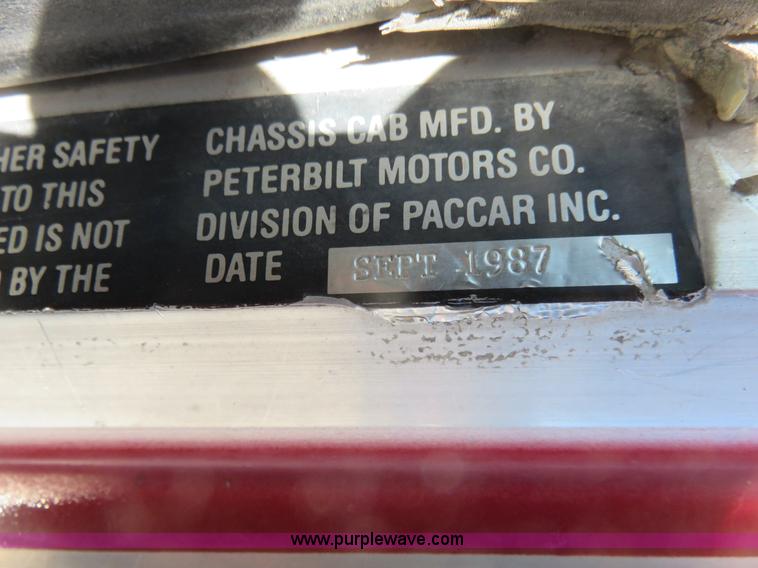 HER SAFETY
TO THIS
ED IS NOT
BY THE
CHASSIS CAB MFD. BY
PETERBILT MOTORS CO.
DIVISION OF PACCAR INC.
DATE SEPT 1987
www.purplewave.com